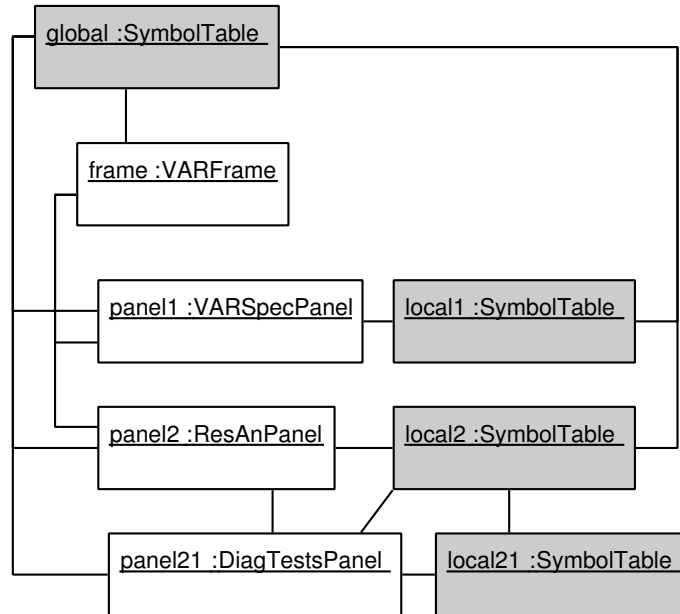 global :SymbolTable
frame :VARFrame
panel1 :VARSpecPanel
local1 :SymbolTable
panel2 :ResAnPanel
local2 :SymbolTable
panel21 :DiagTestsPanel
local21 :SymbolTable